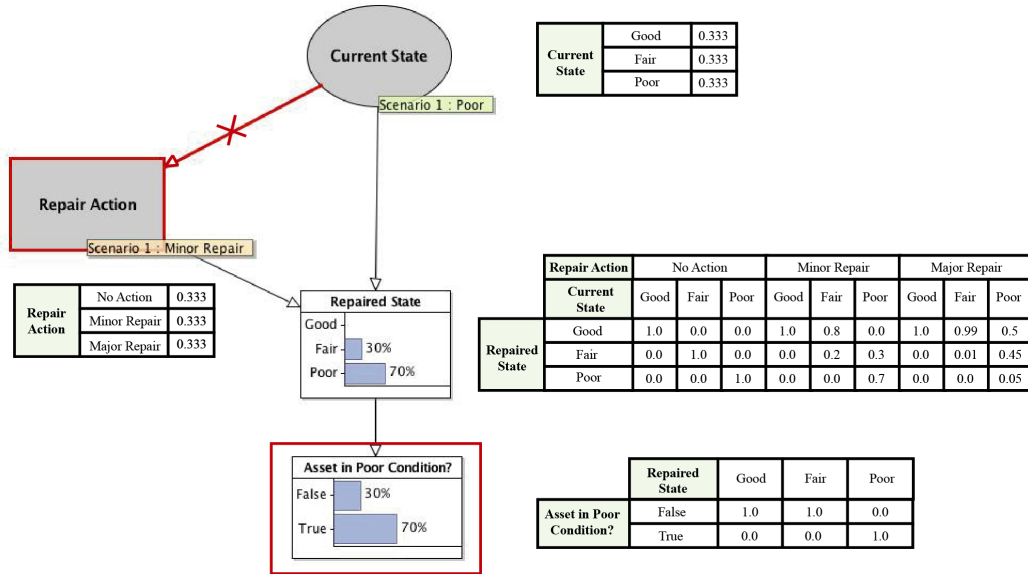 Current State
Scenario 1 : Poor
Current State
Good 0.333
Fair 0.333
Poor 0.333
Repair Action
Scenario 1 : Minor Repair
Repair Action
No Action 0.333
Minor Repair 0.333
Major Repair 0.333
Repaired State
Good
Fair 30%
Poor 70%
Repair Action No Action Minor Repair Major Repair
Current State Good Fair Poor Good Fair Poor Good Fair Poor
Repaired State
Good 1.0 0.0 0.0 1.0 0.8 0.0 1.0 0.99 0.5
Fair 0.0 1.0 0.0 0.0 0.2 0.3 0.0 0.01 0.45
Poor 0.0 0.0 1.0 0.0 0.0 0.7 0.0 0.0 0.05
Asset in Poor Condition?
False 30%
True 70%
Repaired State Good Fair Poor
Asset in Poor Condition?
False 1.0 1.0 0.0
True 0.0 0.0 1.0